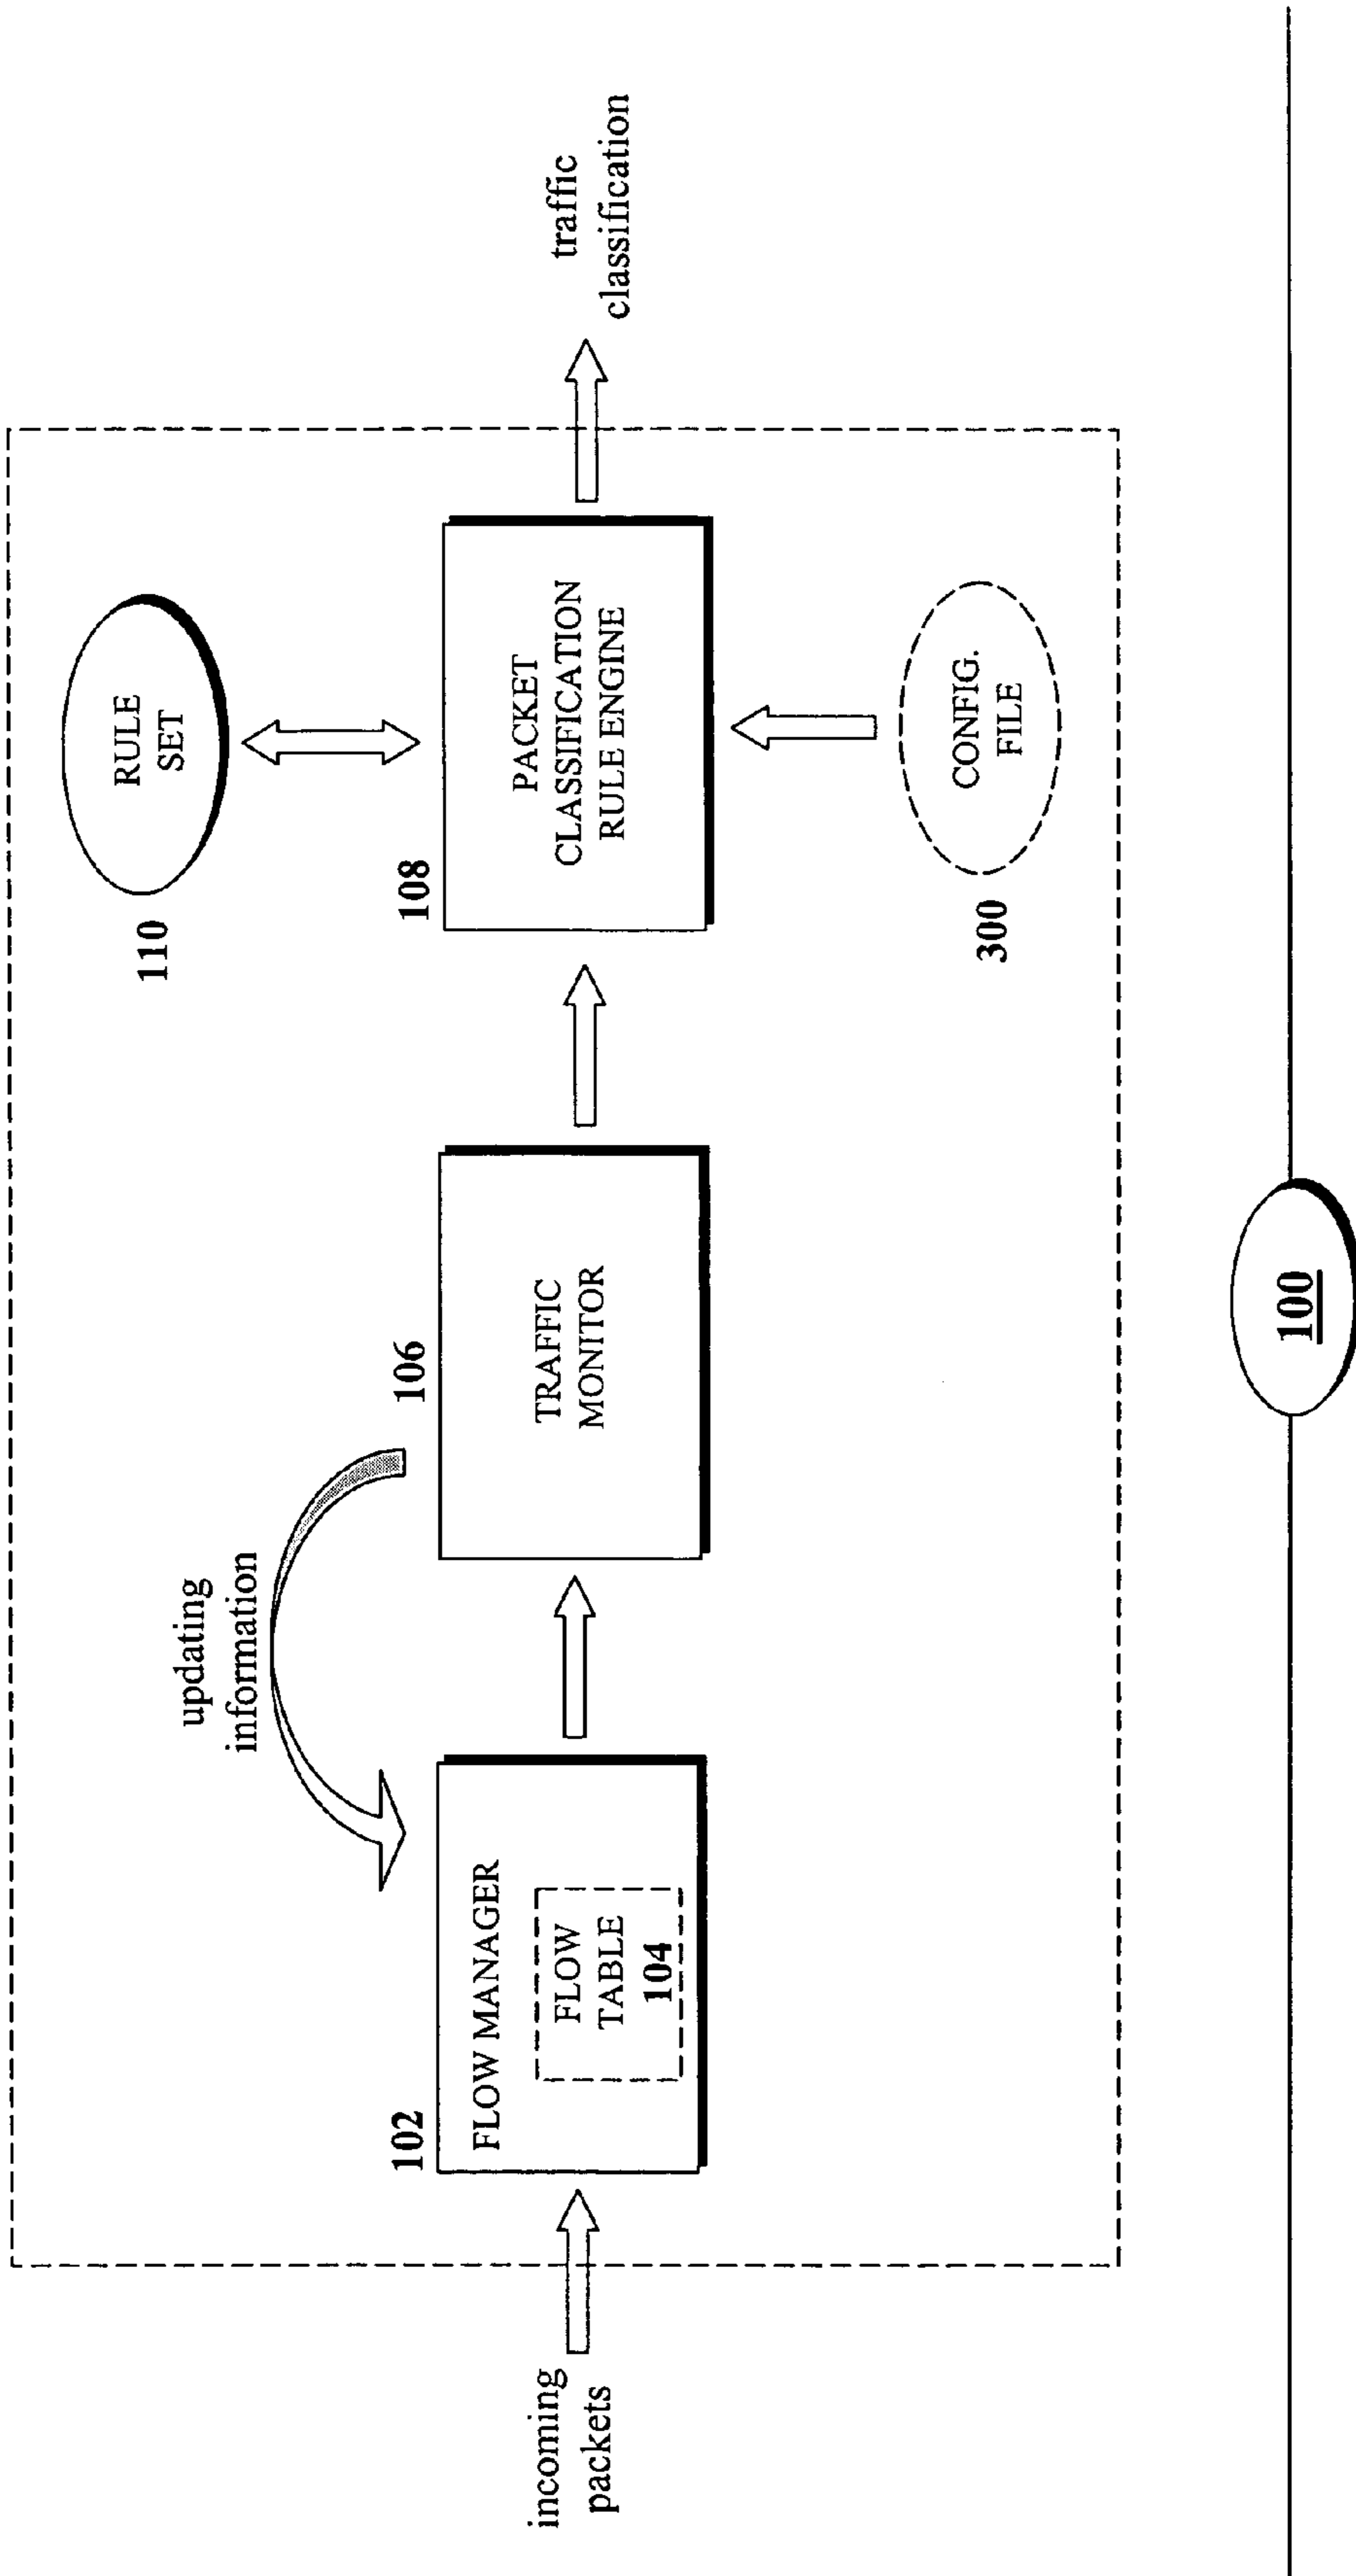 incoming
packets
102
FLOW MANAGER
FLOW
TABLE
104
updating
information
106
TRAFFIC
MONITOR
110
RULE
SET
108
PACKET
CLASSIFICATION
RULE ENGINE
300
CONFIG.
FILE
traffic
classification
100